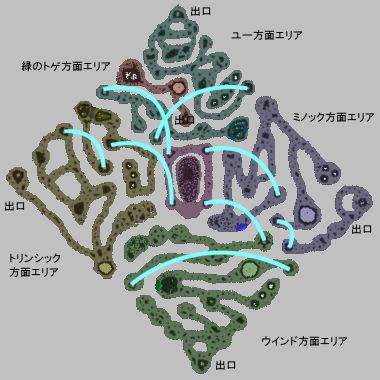 出口
ユー方面エリア
緑のトゲ方面エリア
出口
ミノック方面エリア
出口
出口
トリンシック
方面エリア
ウインド方面エリア
出口